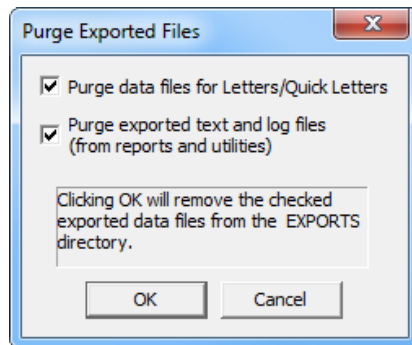 Purge Exported Files
Purge data files for Letters/Quick Letters
Purge exported text and log files
(from reports and utilities)
Clicking OK will remove the checked
exported data files from the EXPORTS
directory.
OK
Cancel